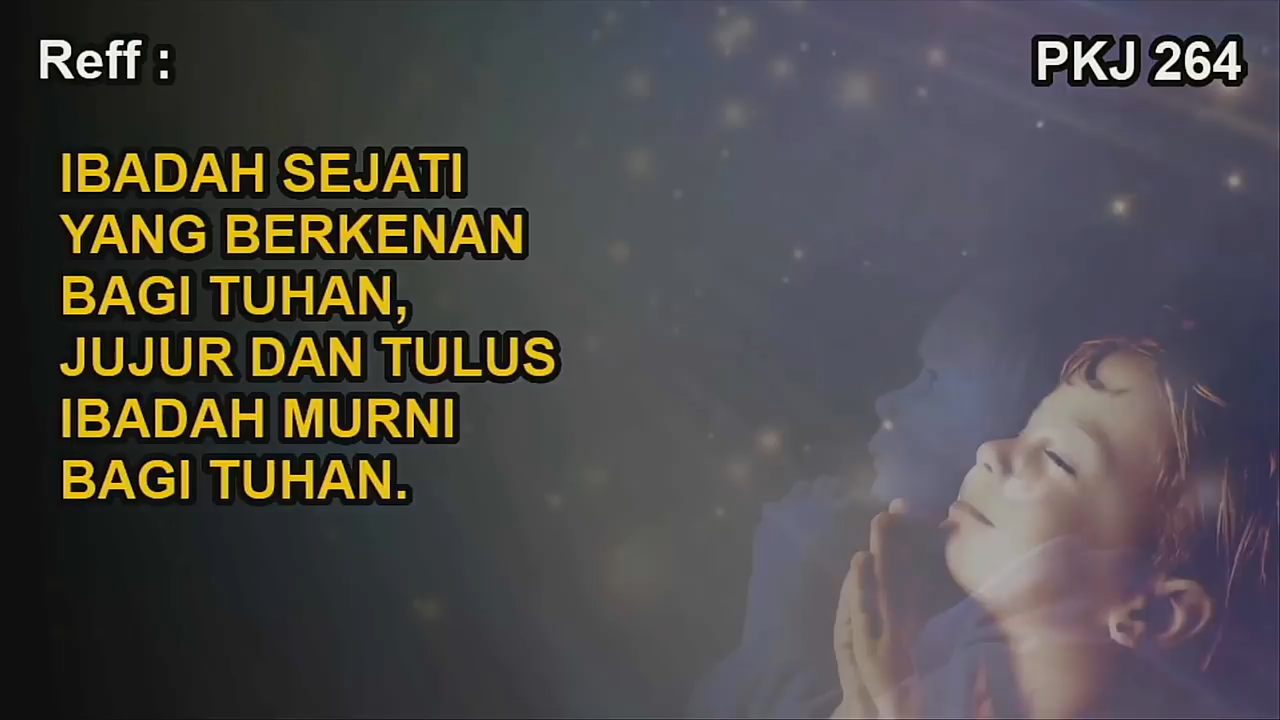 Reff :
PKJ 264
IBADAH SEJATI
YANG BERKENAN
BAGI TUHAN,
JUJUR DAN TULUS
IBADAH MURNI
BAGI TUHAN.